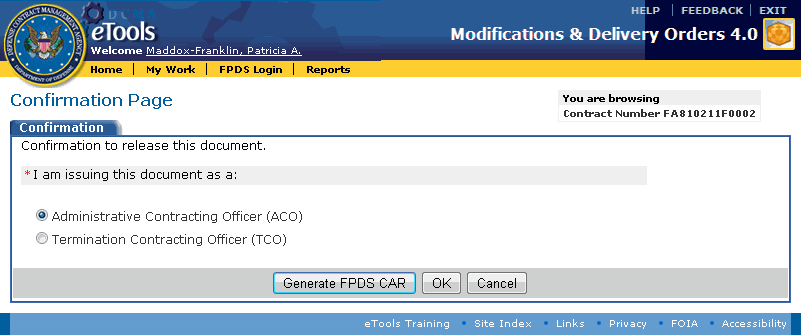 HELP | FEEDBACK | EXIT
DCMA
eTools
Modifications & Delivery Orders 4.0
Welcome Maddox-Franklin, Patricia A.
DEFENSE CONTRACT MANAGEMENT AGENCY
DEPARTMENT OF DEFENSE
Home | My Work | FPDS Login | Reports
Confirmation Page
You are browsing
Contract Number FA810211F0002
Confirmation
Confirmation to release this document.
* I am issuing this document as a:
Administrative Contracting Officer (ACO)
Termination Contracting Officer (TCO)
Generate FPDS CAR OK Cancel
eTools Training • Site Index • Links • Privacy • FOIA • Accessibility